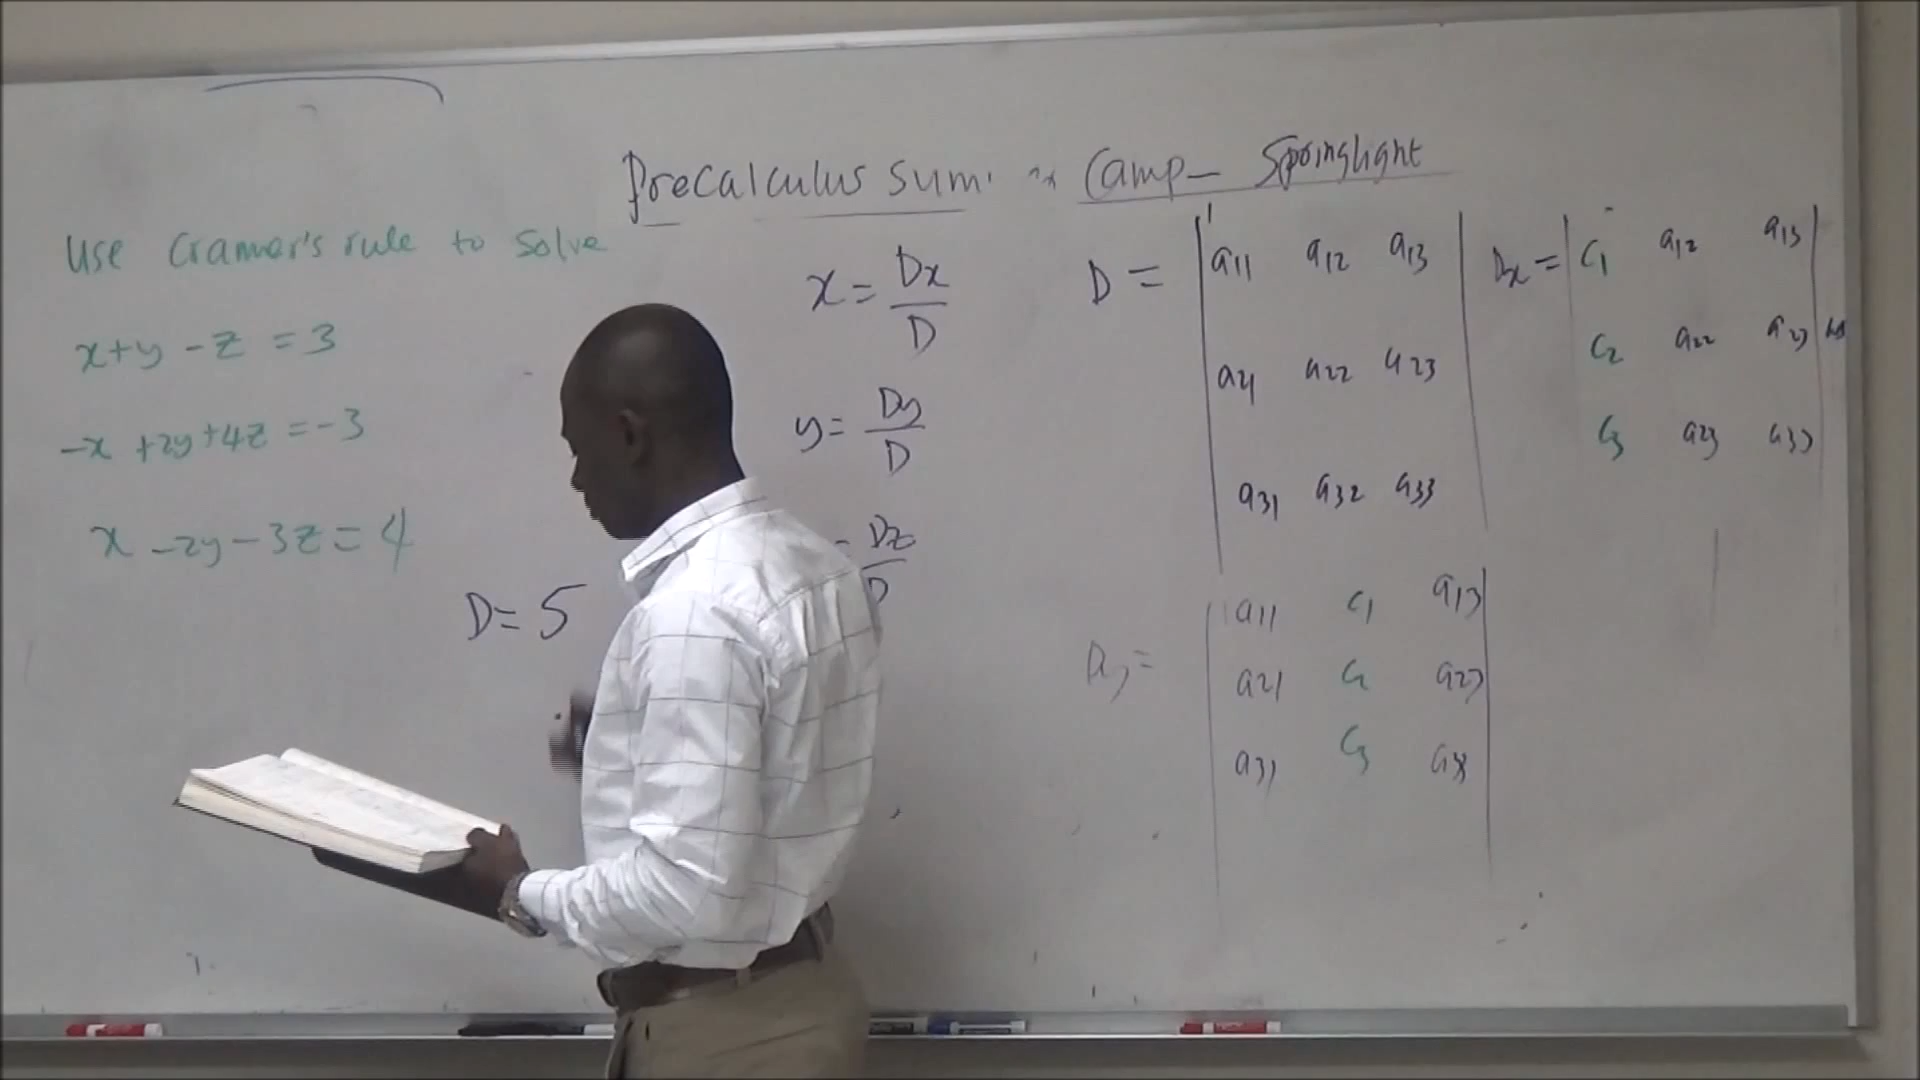 Precalculus sum Camp- Springlight
Use Cramer's rule to solve
x+y -z = 3
-x +2y+4z =-3
x -2y-3z = 4
D= 5
x= Dx/D
y= Dy/D
= Dz/D
D = | a11 a12 a13 |
a21 a22 a23
a31 a32 a33
Dx = | C1 a12 a13 |
C2 a22 a23
C3 a23 a33
Dy = | a11 C1 a13 |
a21 C2 a23
a31 C3